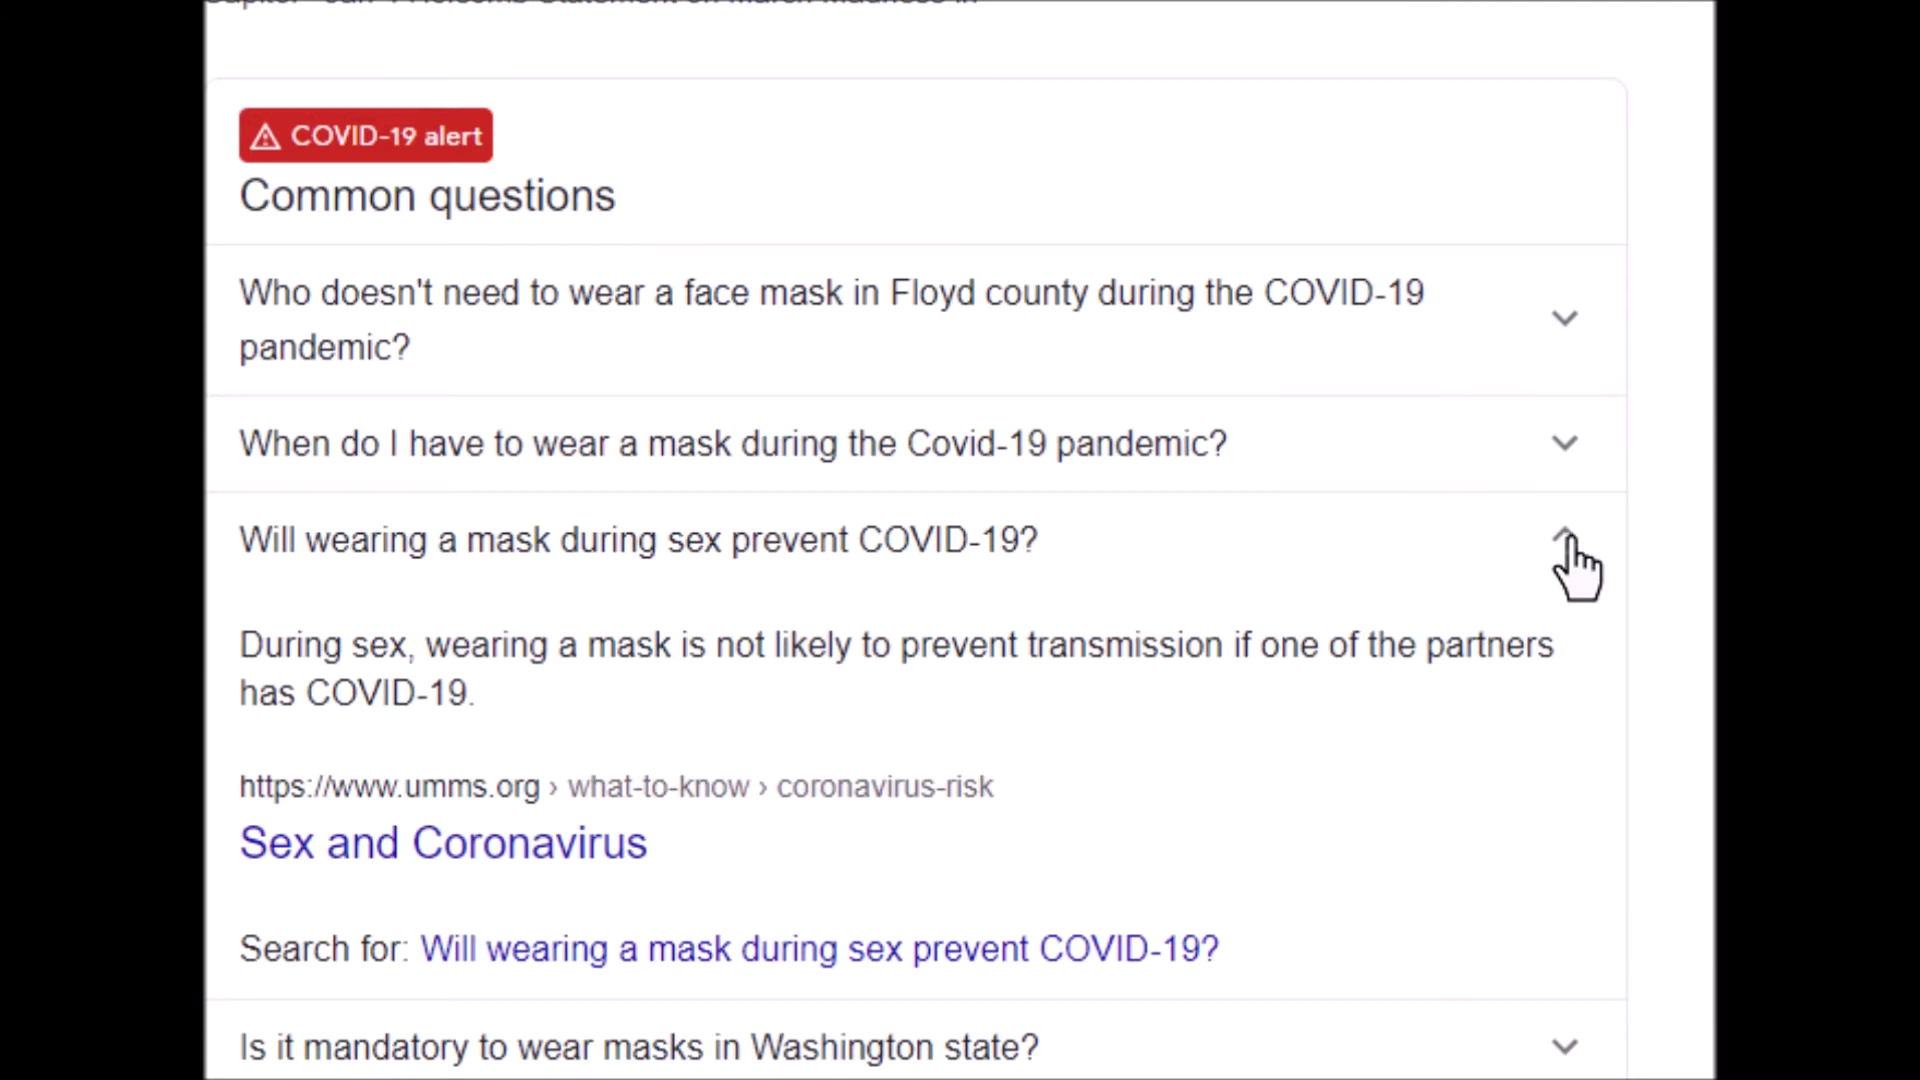 COVID-19 alert
Common questions
Who doesn't need to wear a face mask in Floyd county during the COVID-19
pandemic?
When do I have to wear a mask during the Covid-19 pandemic?
Will wearing a mask during sex prevent COVID-19?
During sex, wearing a mask is not likely to prevent transmission if one of the partners
has COVID-19.
https://www.umms.org › what-to-know › coronavirus-risk
Sex and Coronavirus
Search for: Will wearing a mask during sex prevent COVID-19?
Is it mandatory to wear masks in Washington state?